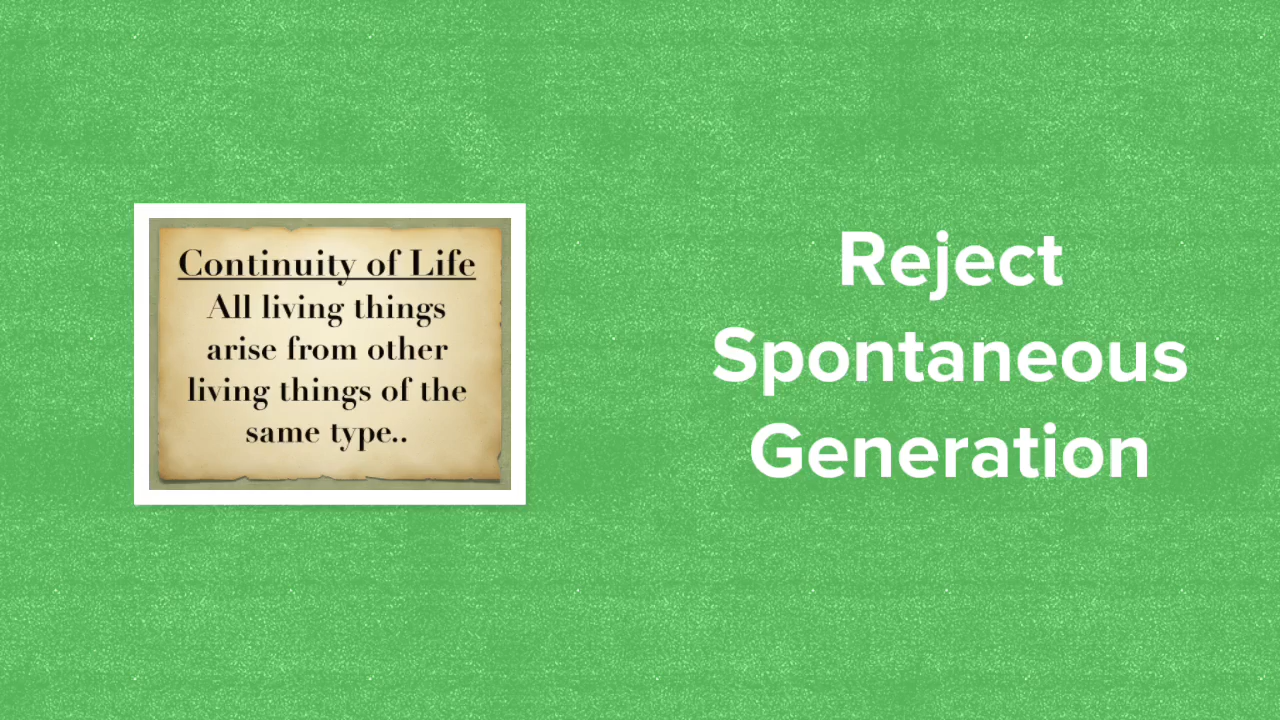 Continuity of Life
All living things
arise from other
living things of the
same type..
Reject
Spontaneous
Generation